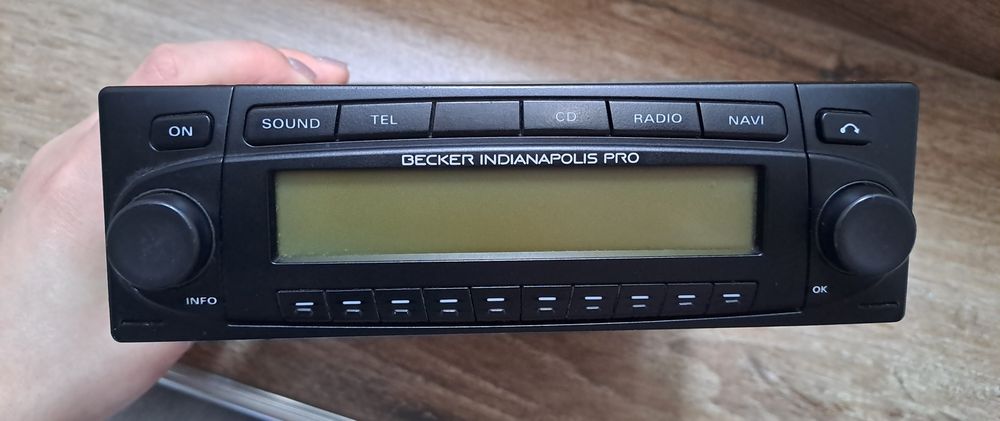 ON
SOUND
TEL
CD
RADIO
NAVI
BECKER INDIANAPOLIS PRO
INFO
OK